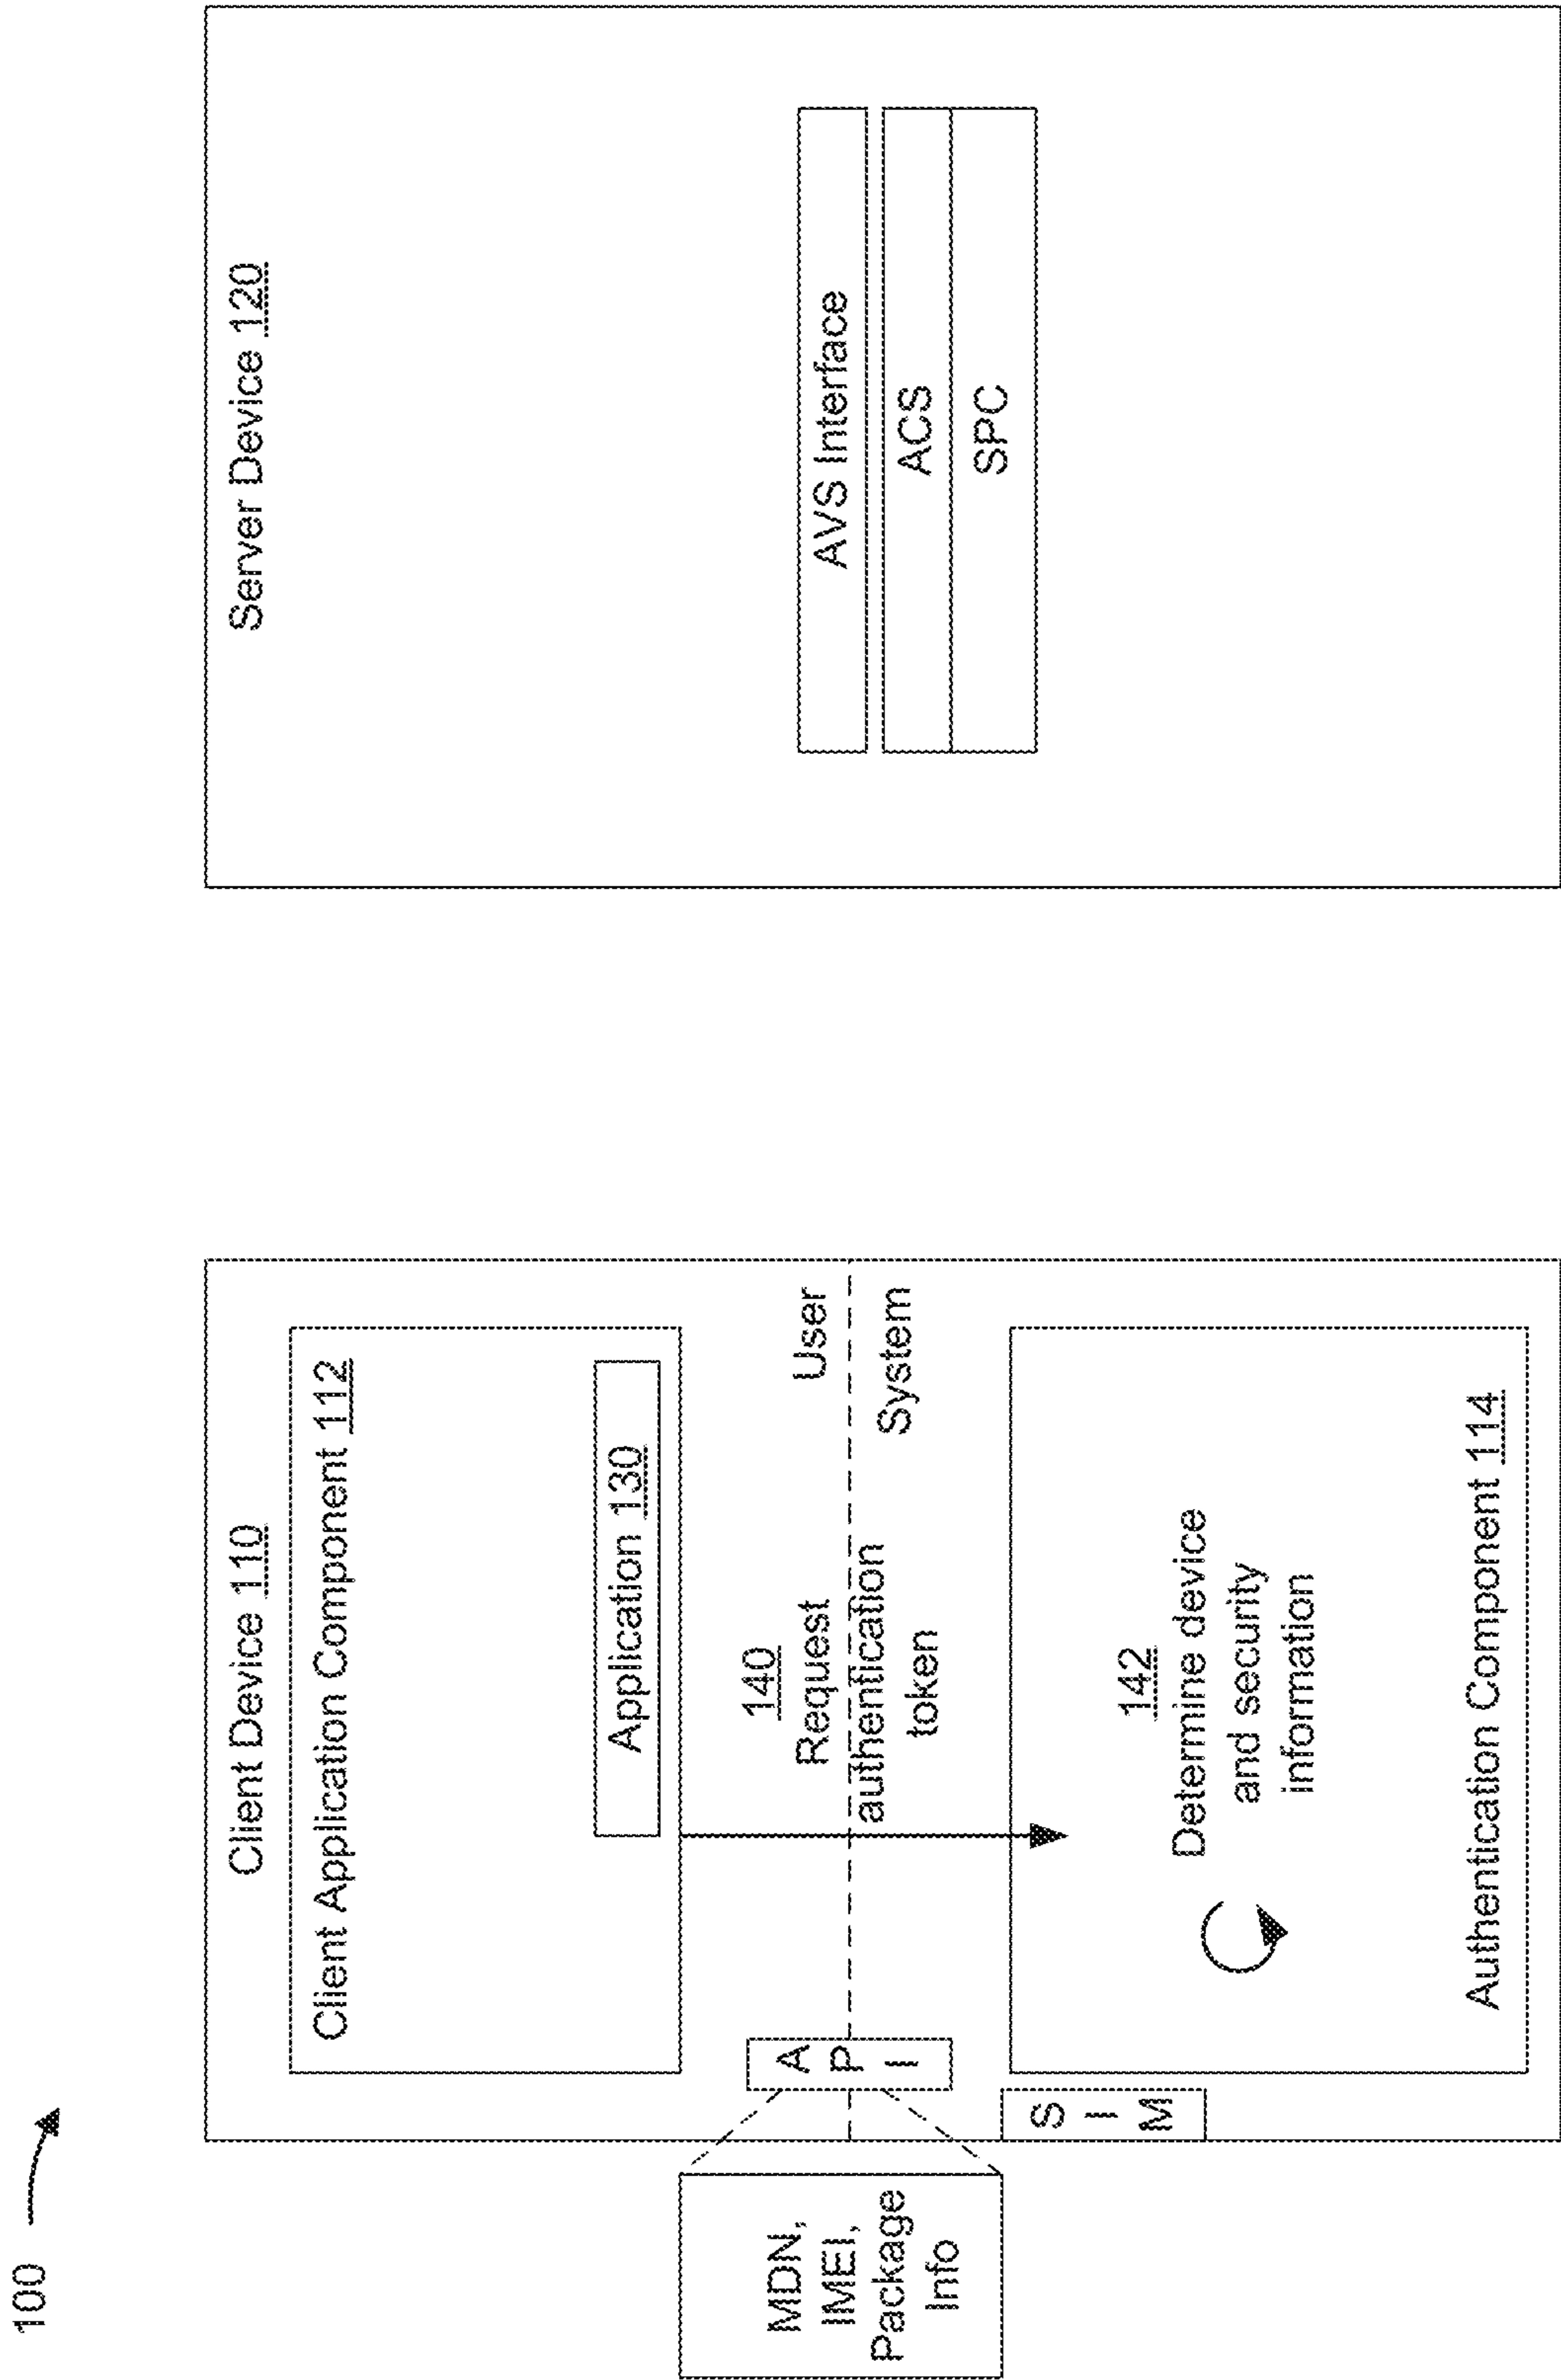 100
Client Device 110
Client Application Component 112
Application 130
MDN,
IMEI,
Package
Info
A
P
I
140
Request
authentication
token
User
System
S
I
M
142
Determine device
and security
information
Authentication Component 114
Server Device 120
AVS Interface
ACS
SPC